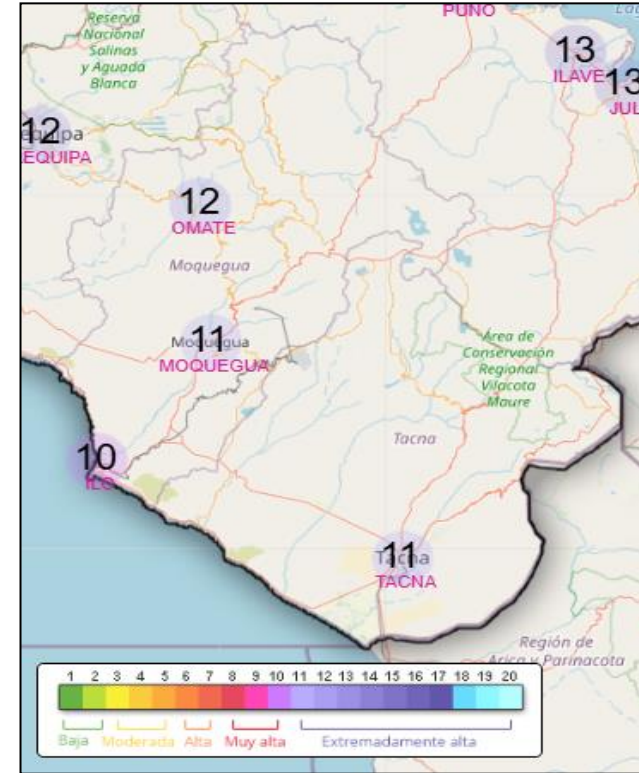 PUNO
Reserva
Nacional
Salinas
y Aguada
Blanca
13
ILAVE
13
JUL
12
equipa
EQUIPA
12
OMATE
Moquegua
11
Moquegua
MOQUEGUA
Área de
Conservación
Regional
Vilacota
Maure
Tacna
10
ILO
11
Tacna
TACNA
Región de
Arica y Parinacota
1 2 3 4 5 6 7 8 9 10 11 12 13 14 15 16 17 18 19 20
Baja Moderada Alta Muy alta Extremadamente alta